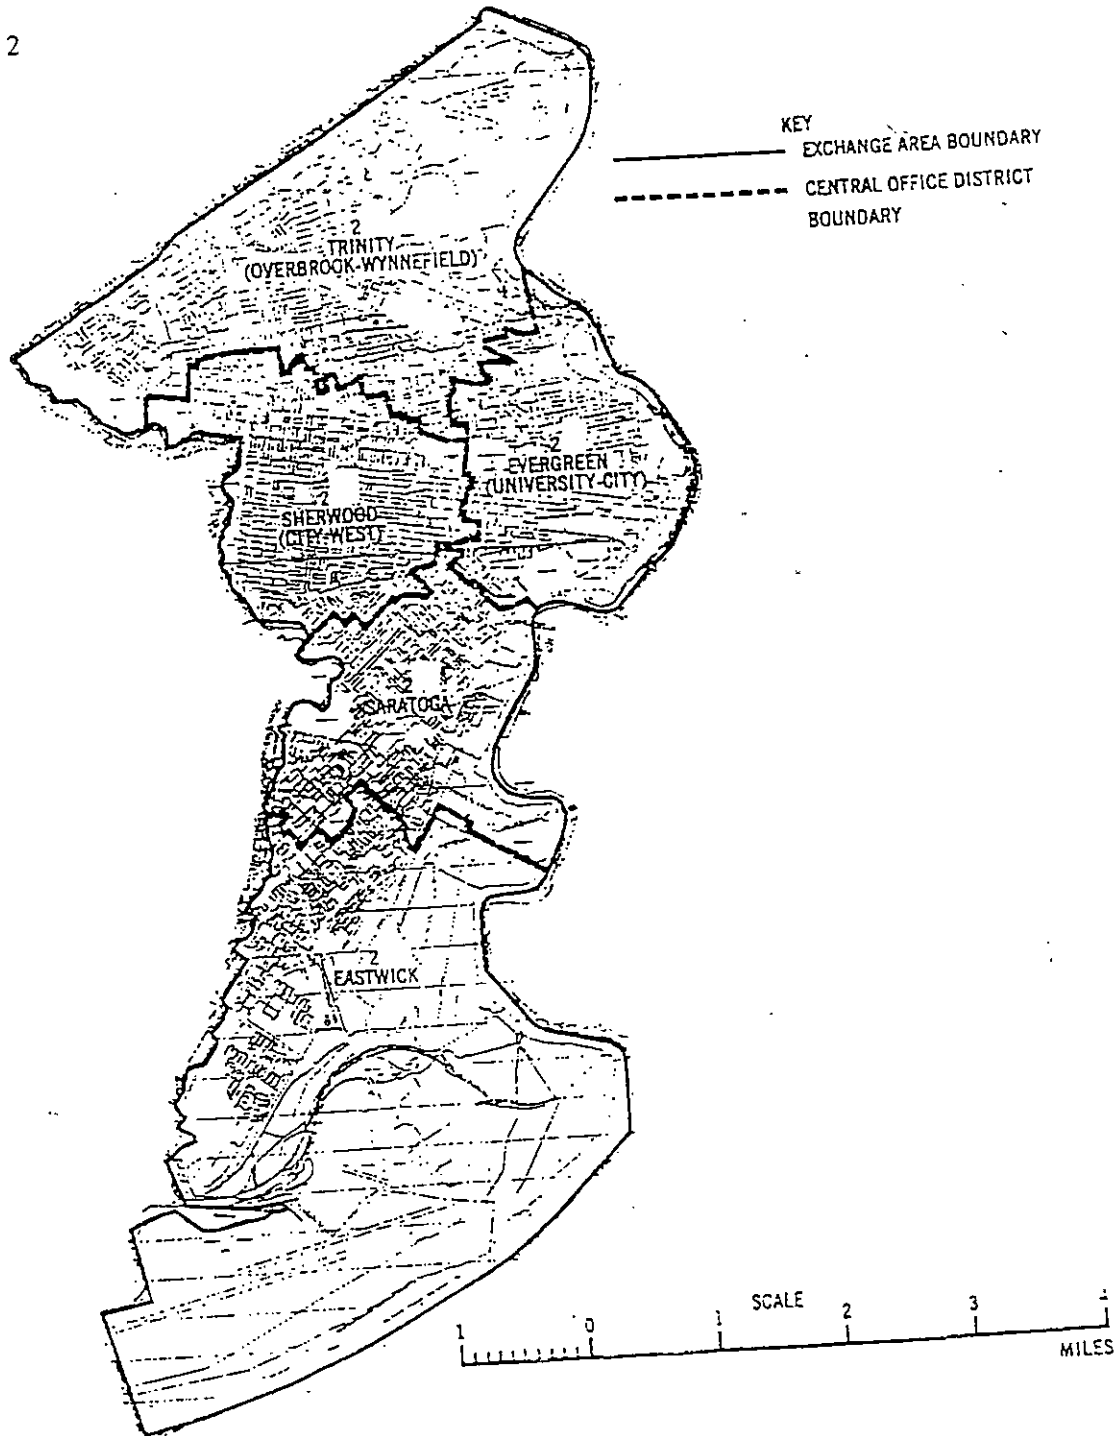 2
KEY
EXCHANGE AREA BOUNDARY
CENTRAL OFFICE DISTRICT
BOUNDARY
2
TRINITY
(OVERBROOK-WYNNEFIELD)
2
EVERGREEN
(UNIVERSITY-CITY)
2
SHERWOOD
(CITY-WEST)
2
SARATOGA
2
EASTWICK
SCALE
1 0 1 2 3 4
MILES